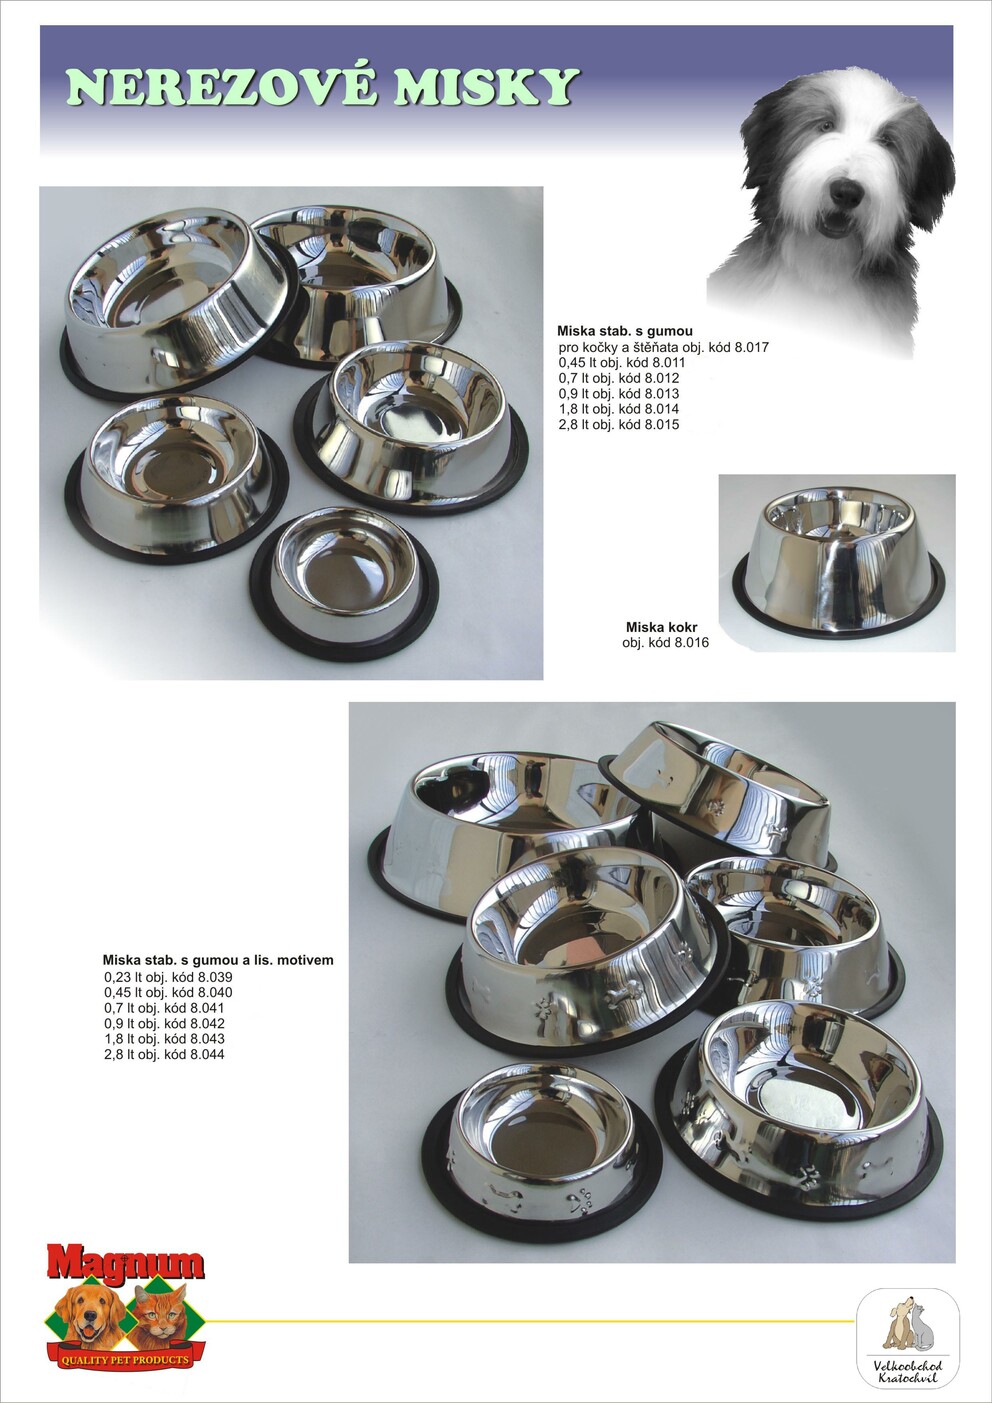 NEREZOVÉ MISKY
Miska stab. s gumou
pro kočky a štěňata obj. kód 8.017
0,45 lt obj. kód 8.011
0,7 lt obj. kód 8.012
0,9 lt obj. kód 8.013
1,8 lt obj. kód 8.014
2,8 lt obj. kód 8.015
Miska kokr
obj. kód 8.016
Miska stab. s gumou a lis. motivem
0,23 lt obj. kód 8.039
0,45 lt obj. kód 8.040
0,7 lt obj. kód 8.041
0,9 lt obj. kód 8.042
1,8 lt obj. kód 8.043
2,8 lt obj. kód 8.044
Magnum
QUALITY PET PRODUCTS
Velkoobchod
Kratochvíl